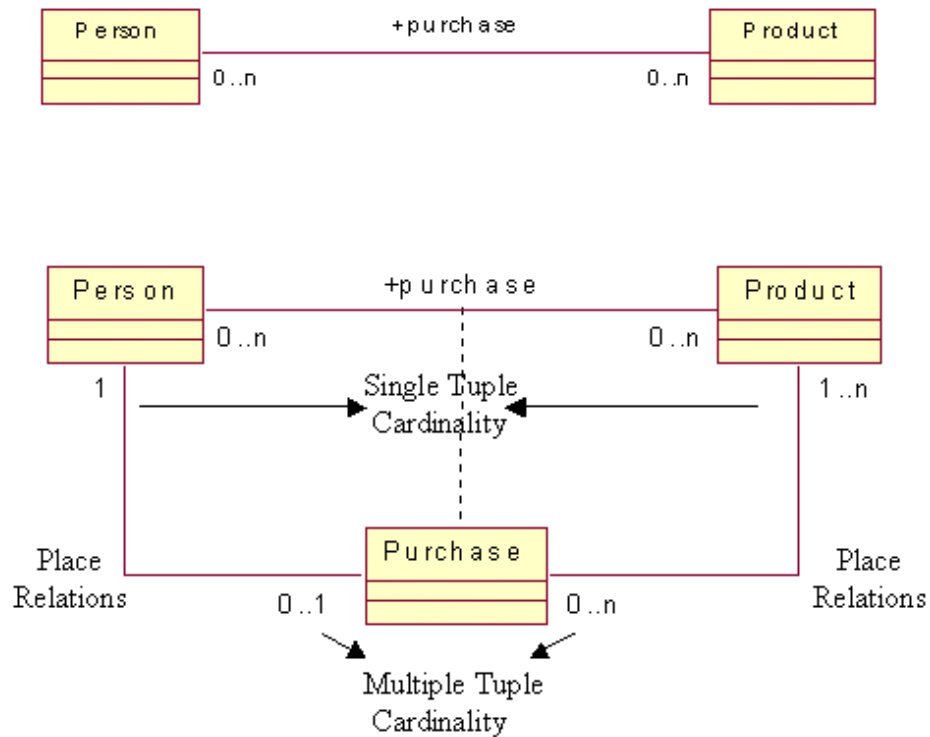 Person
+purchase
Product
0..n
0..n
Person
+purchase
Product
0..n
0..n
1
Single Tuple
Cardinality
1..n
Place
Relations
Purchase
Place
Relations
0..1
0..n
Multiple Tuple
Cardinality